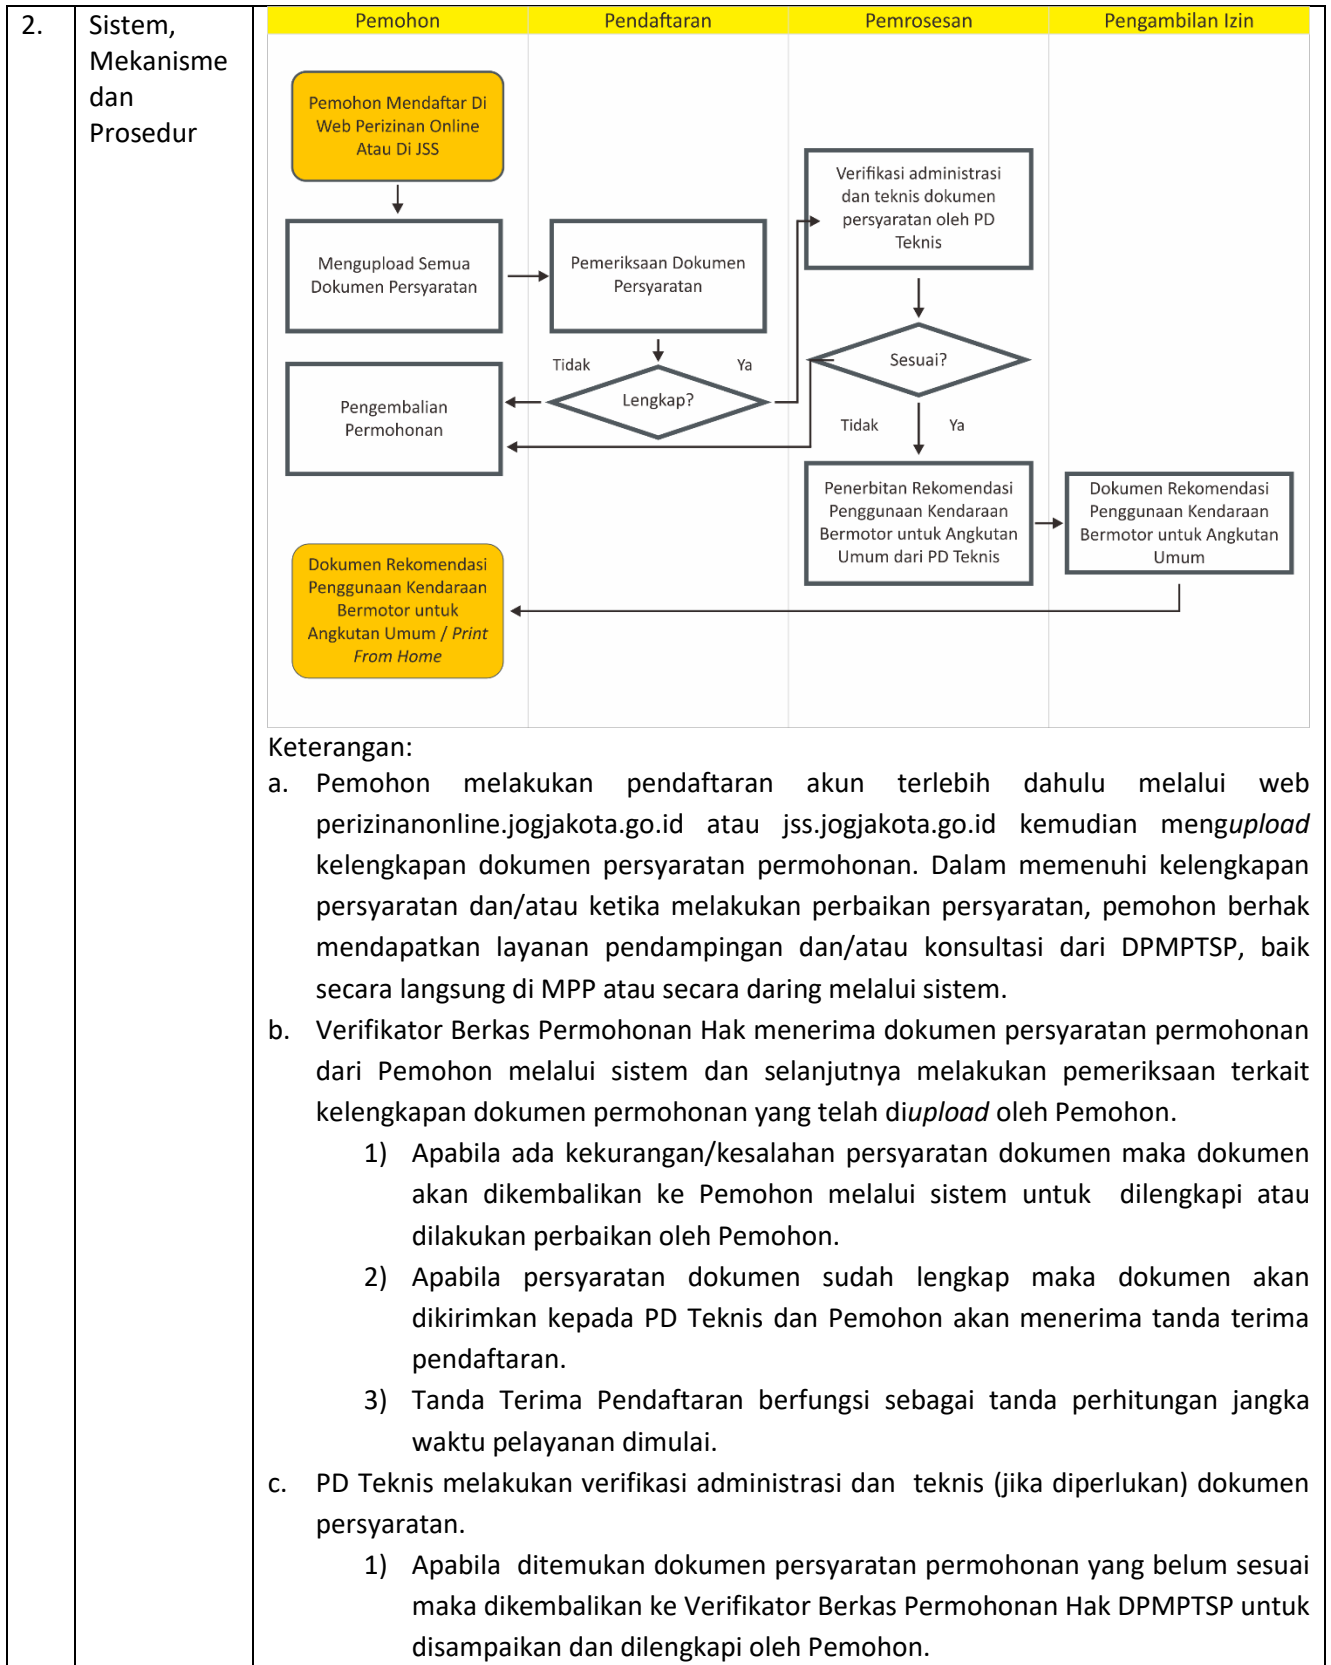 2.
Sistem,
Mekanisme
dan
Prosedur
Pemohon
Pendaftaran
Pemrosesan
Pengambilan Izin
Pemohon Mendaftar Di
Web Perizinan Online
Atau Di JSS
Verifikasi administrasi
dan teknis dokumen
persyaratan oleh PD
Teknis
Mengupload Semua
Dokumen Persyaratan
Pemeriksaan Dokumen
Persyaratan
Tidak
Ya
Sesuai?
Pengembalian
Permohonan
Lengkap?
Tidak
Ya
Penerbitan Rekomendasi
Penggunaan Kendaraan
Bermotor untuk Angkutan
Umum dari PD Teknis
Dokumen Rekomendasi
Penggunaan Kendaraan
Bermotor untuk Angkutan
Umum
Dokumen Rekomendasi
Penggunaan Kendaraan
Bermotor untuk
Angkutan Umum / Print
From Home
Keterangan:
a. Pemohon melakukan pendaftaran akun terlebih dahulu melalui web
perizinanonline.jogjakota.go.id atau jss.jogjakota.go.id kemudian mengupload
kelengkapan dokumen persyaratan permohonan. Dalam memenuhi kelengkapan
persyaratan dan/atau ketika melakukan perbaikan persyaratan, pemohon berhak
mendapatkan layanan pendampingan dan/atau konsultasi dari DPMPTSP, baik
secara langsung di MPP atau secara daring melalui sistem.
b. Verifikator Berkas Permohonan Hak menerima dokumen persyaratan permohonan
dari Pemohon melalui sistem dan selanjutnya melakukan pemeriksaan terkait
kelengkapan dokumen permohonan yang telah diupload oleh Pemohon.
1) Apabila ada kekurangan/kesalahan persyaratan dokumen maka dokumen
akan dikembalikan ke Pemohon melalui sistem untuk dilengkapi atau
dilakukan perbaikan oleh Pemohon.
2) Apabila persyaratan dokumen sudah lengkap maka dokumen akan
dikirimkan kepada PD Teknis dan Pemohon akan menerima tanda terima
pendaftaran.
3) Tanda Terima Pendaftaran berfungsi sebagai tanda perhitungan jangka
waktu pelayanan dimulai.
c. PD Teknis melakukan verifikasi administrasi dan teknis (jika diperlukan) dokumen
persyaratan.
1) Apabila ditemukan dokumen persyaratan permohonan yang belum sesuai
maka dikembalikan ke Verifikator Berkas Permohonan Hak DPMPTSP untuk
disampaikan dan dilengkapi oleh Pemohon.